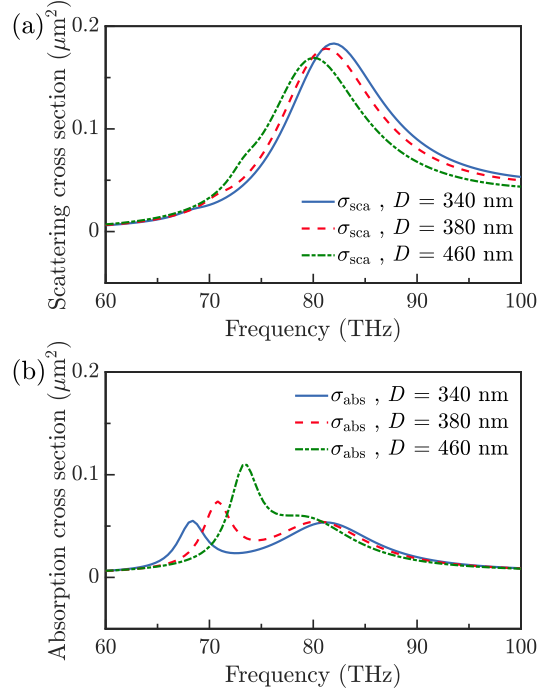 (a)
Scattering cross section (μm²)
0.2
0.1
0
σsca , D = 340 nm
σsca , D = 380 nm
σsca , D = 460 nm
60 70 80 90 100
Frequency (THz)
(b)
Absorption cross section (μm²)
0.2
0.1
0
σabs , D = 340 nm
σabs , D = 380 nm
σabs , D = 460 nm
60 70 80 90 100
Frequency (THz)